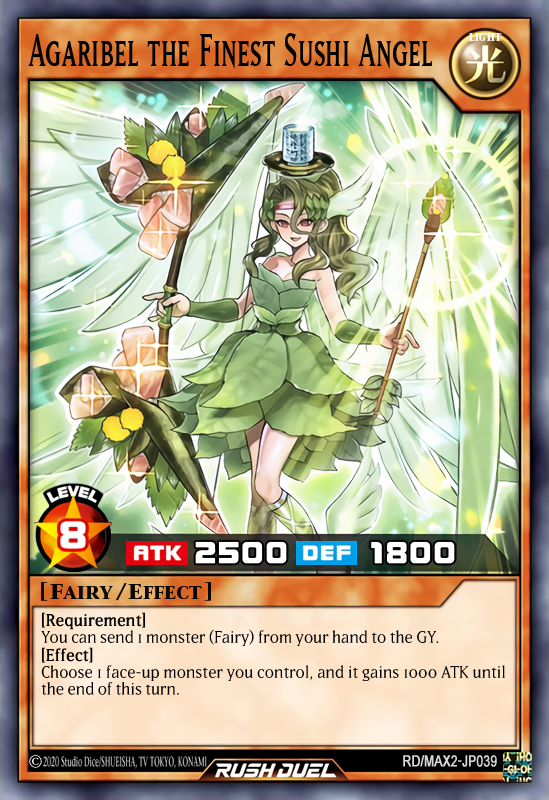 AGARIBEL THE FINEST SUSHI ANGEL
LIGHT
光
LEVEL
8
ATK 2500 DEF 1800
[FAIRY/EFFECT]
[Requirement]
You can send 1 monster (Fairy) from your hand to the GY.
[Effect]
Choose 1 face-up monster you control, and it gains 1000 ATK until
the end of this turn.
©2020 Studio Dice/SHUEISHA, TV TOKYO, KONAMI
RUSH DUEL
RD/MAX2-JP039